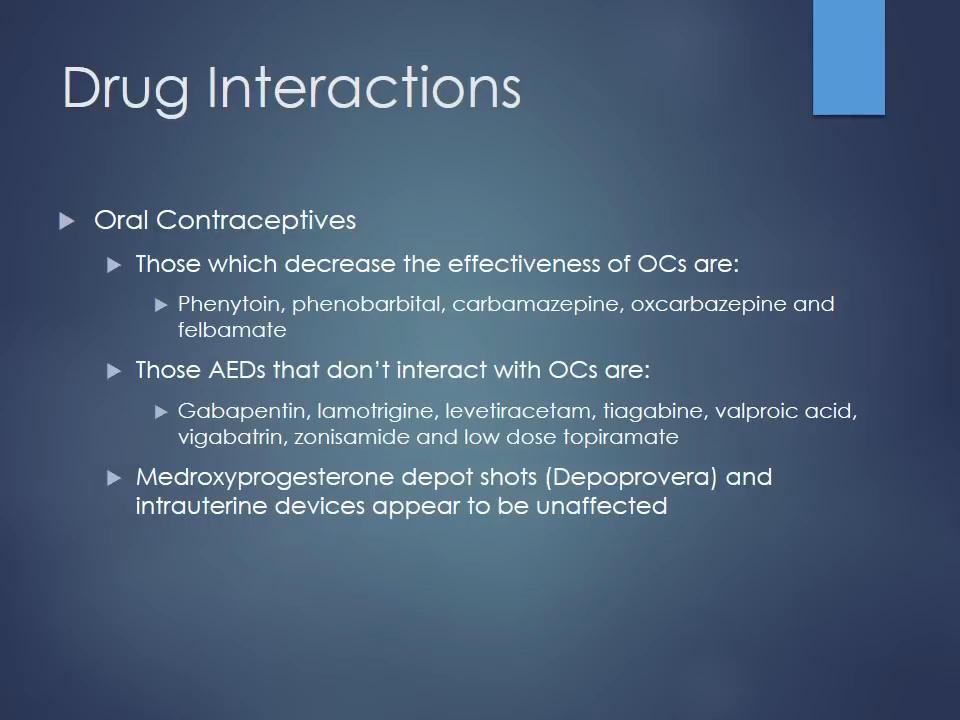 Drug Interactions
Oral Contraceptives
Those which decrease the effectiveness of OCs are:
Phenytoin, phenobarbital, carbamazepine, oxcarbazepine and
felbamate
Those AEDs that don't interact with OCs are:
Gabapentin, lamotrigine, levetiracetam, tiagabine, valproic acid,
vigabatrin, zonisamide and low dose topiramate
Medroxyprogesterone depot shots (Depoprovera) and
intrauterine devices appear to be unaffected